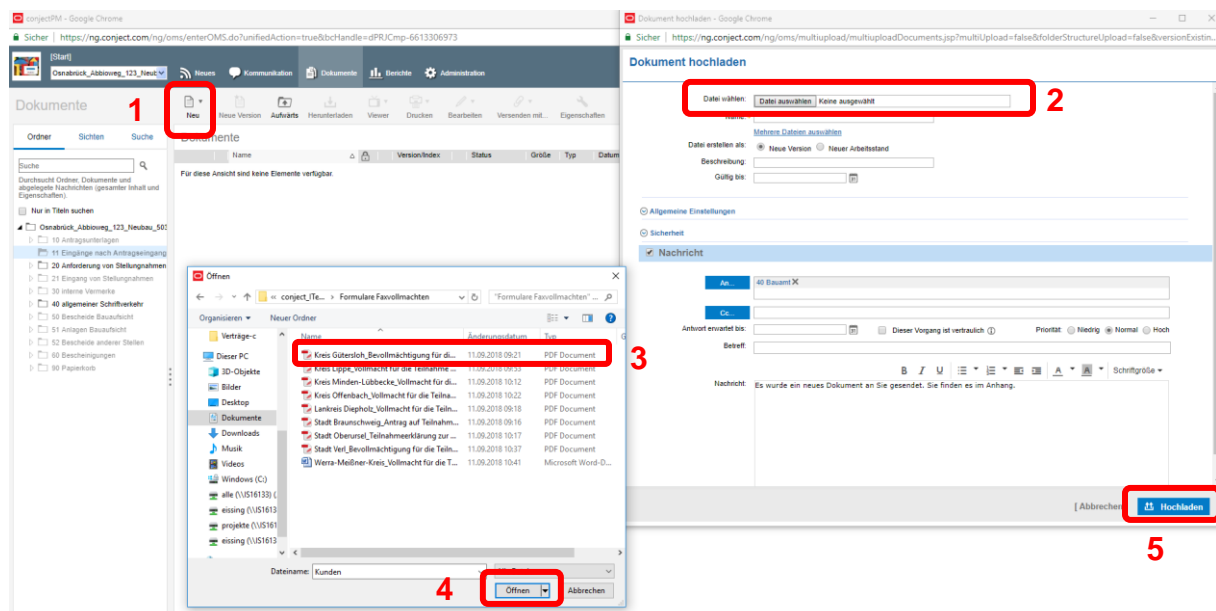 conjectPM - Google Chrome
Sicher | https://ng.conject.com/ng/oms/enterOMS.do?unifiedAction=true&bcHandle=dPRJCmp-6613306973
[Start]
Osnabrück_Abbioweg_123_Neub
Neues Kommunikation Dokumente Berichte Administration
Dokumente
1
Neu Neue Version Aufwärts Herunterladen Viewer Drucken Bearbeiten Versenden mit... Eigenschaften
Ordner Sichten Suche
Dokumente
Name Version/Index Status Größe Typ Datum
Für diese Ansicht sind keine Elemente verfügbar.
Suche
Durchsucht Ordner, Dokumente und
abgelegte Nachrichten (gesamter Inhalt und
Eigenschaften).
Nur in Titeln suchen
Osnabrück_Abbioweg_123_Neubau_503
10 Antragsunterlagen
11 Eingänge nach Antragseingang
20 Anforderung von Stellungnahmen
21 Eingang von Stellungnahmen
30 interne Vermerke
40 allgemeiner Schriftverkehr
50 Bescheide Bauaufsicht
51 Anlagen Bauaufsicht
52 Bescheide anderer Stellen
60 Bescheinigungen
90 Papierkorb
Öffnen
« conject_ITe... › Formulare Faxvollmachten
"Formulare Faxvollmachten" ...
Organisieren Neuer Ordner
Verträge-c
Dieser PC
3D-Objekte
Bilder
Desktop
Dokumente
Downloads
Musik
Videos
Windows (C:)
alle (\\IS16133) (.
eissing (\\IS1613
projekte (\\IS161
eissing (\\IS1613
Name Änderungsdatum Typ G
Kreis Gütersloh_Bevollmächtigung für di... 11.09.2018 09:21 PDF Document
3
Kreis Lippe_Vollmacht für die Teilnahme ... 11.09.2018 09:53 PDF Document
Kreis Minden-Lübbecke_Vollmacht für di... 11.09.2018 10:12 PDF Document
Kreis Offenbach_Vollmacht für die Teilna... 11.09.2018 10:22 PDF Document
Lankreis Diepholz_Vollmacht für die Teiln... 11.09.2018 09:18 PDF Document
Stadt Braunschweig_Antrag auf Teilnahm... 11.09.2018 09:16 PDF Document
Stadt Oberursel_Teilnahmeerklärung zur ... 11.09.2018 10:17 PDF Document
Stadt Verl_Bevollmächtigung für die Teiln... 11.09.2018 10:37 PDF Document
Werra-Meißner-Kreis_Vollmacht für die T... 11.09.2018 10:41 Microsoft Word-D...
Dateiname: Kunden
4
Öffnen Abbrechen
Dokument hochladen - Google Chrome
Sicher | https://ng.conject.com/ng/oms/multiupload/multiuploadDocuments.jsp?multiUpload=false&folderStructureUpload=false&versionExistin...
Dokument hochladen
Datei wählen: Datei auswählen Keine ausgewählt
2
Name:
Mehrere Dateien auswählen
Datei erstellen als: Neue Version Neuer Arbeitsstand
Beschreibung:
Gültig bis:
Allgemeine Einstellungen
Sicherheit
Nachricht
An... 40 Bauamt X
Cc...
Antwort erwartet bis: Dieser Vorgang ist vertraulich Priorität: Niedrig Normal Hoch
Betreff:
B I U A A Schriftgröße
Nachricht: Es wurde ein neues Dokument an Sie gesendet. Sie finden es im Anhang.
[ Abbrechen Hochladen
5